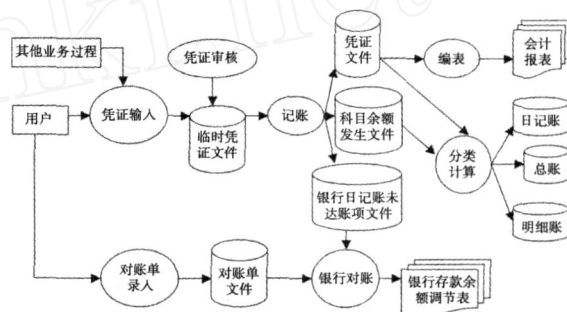 其他业务过程
用户
凭证输入
凭证审核
临时凭
证文件
记账
凭证
文件
科目余额
发生文件
银行日记账未
达账项文件
编表
会计
报表
分类
计算
日记账
总账
明细账
对账单
录入
对账单
文件
银行对账
银行存款余
额调节表